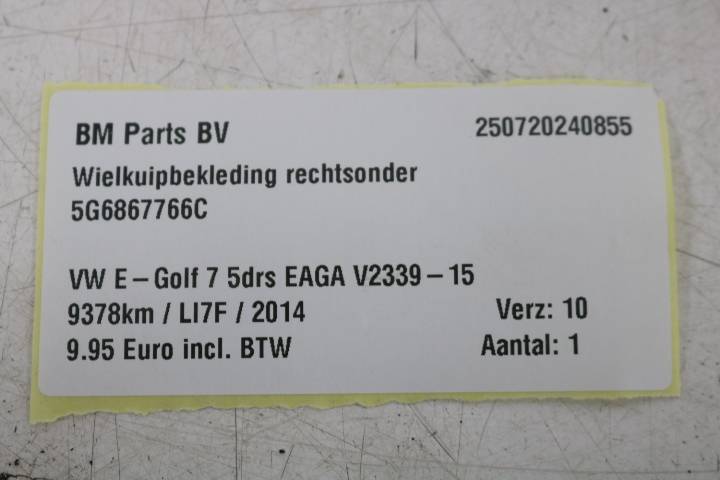 BM Parts BV 250720240855
Wielkuipbekleding rechtsonder
5G6867766C
VW E-Golf 7 5drs EAGA V2339-15
9378km / LI7F / 2014 Verz: 10
9.95 Euro incl. BTW Aantal: 1